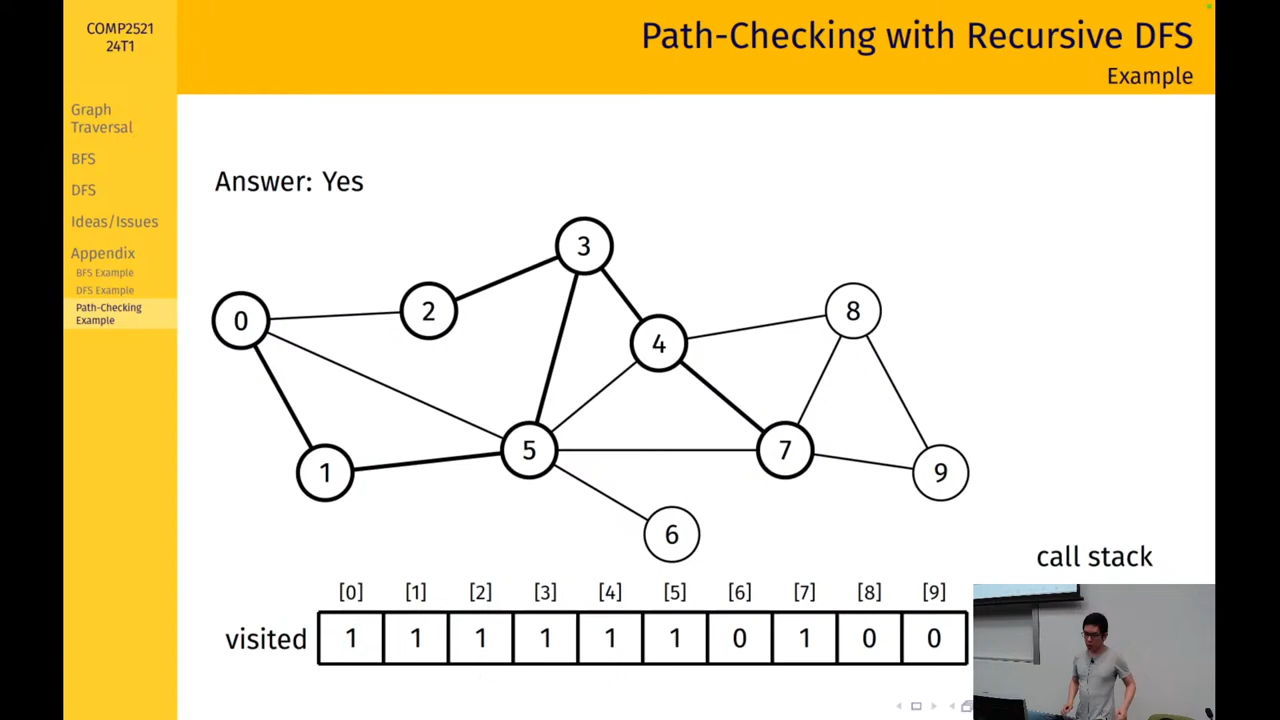 COMP2521
24T1
Path-Checking with Recursive DFS
Example
Graph
Traversal
BFS
DFS
Ideas/Issues
Appendix
BFS Example
DFS Example
Path-Checking
Example
Answer: Yes
3
2
8
0
4
5
7
1
9
6
call stack
[0] [1] [2] [3] [4] [5] [6] [7] [8] [9]
visited 1 1 1 1 1 1 0 1 0 0